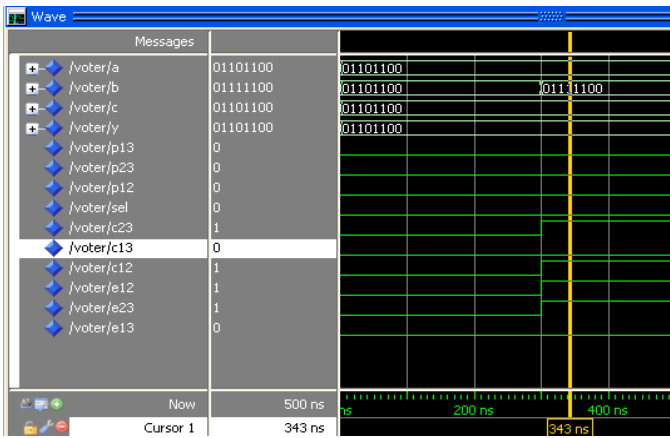 Wave
Messages
/voter/a 01101100 01101100
/voter/b 01111100 01101100 01111100
/voter/c 01101100 01101100
/voter/y 01101100 01101100
/voter/p13 0
/voter/p23 0
/voter/p12 0
/voter/sel 0
/voter/c23 1
/voter/c13 0
/voter/c12 1
/voter/e12 1
/voter/e23 1
/voter/e13 0
Now 500 ns ns 200 ns 400 ns
Cursor 1 343 ns 343 ns